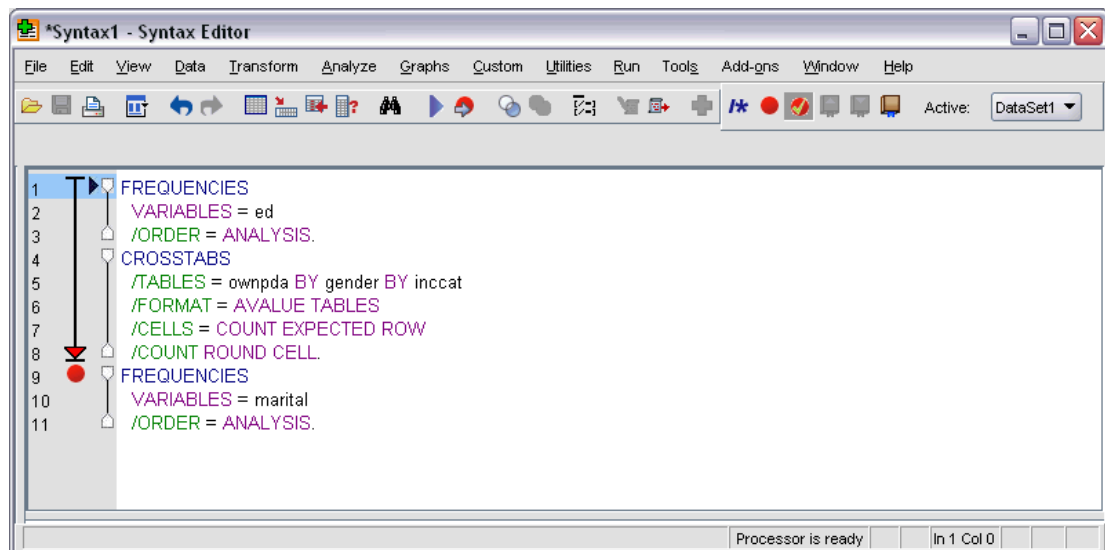 *Syntax1 - Syntax Editor
File Edit View Data Transform Analyze Graphs Custom Utilities Run Tools Add-ons Window Help
Active: DataSet1
1 FREQUENCIES
2 VARIABLES = ed
3 /ORDER = ANALYSIS.
4 CROSSTABS
5 /TABLES = ownpda BY gender BY inccat
6 /FORMAT = AVALUE TABLES
7 /CELLS = COUNT EXPECTED ROW
8 /COUNT ROUND CELL.
9 FREQUENCIES
10 VARIABLES = marital
11 /ORDER = ANALYSIS.
Processor is ready In 1 Col 0